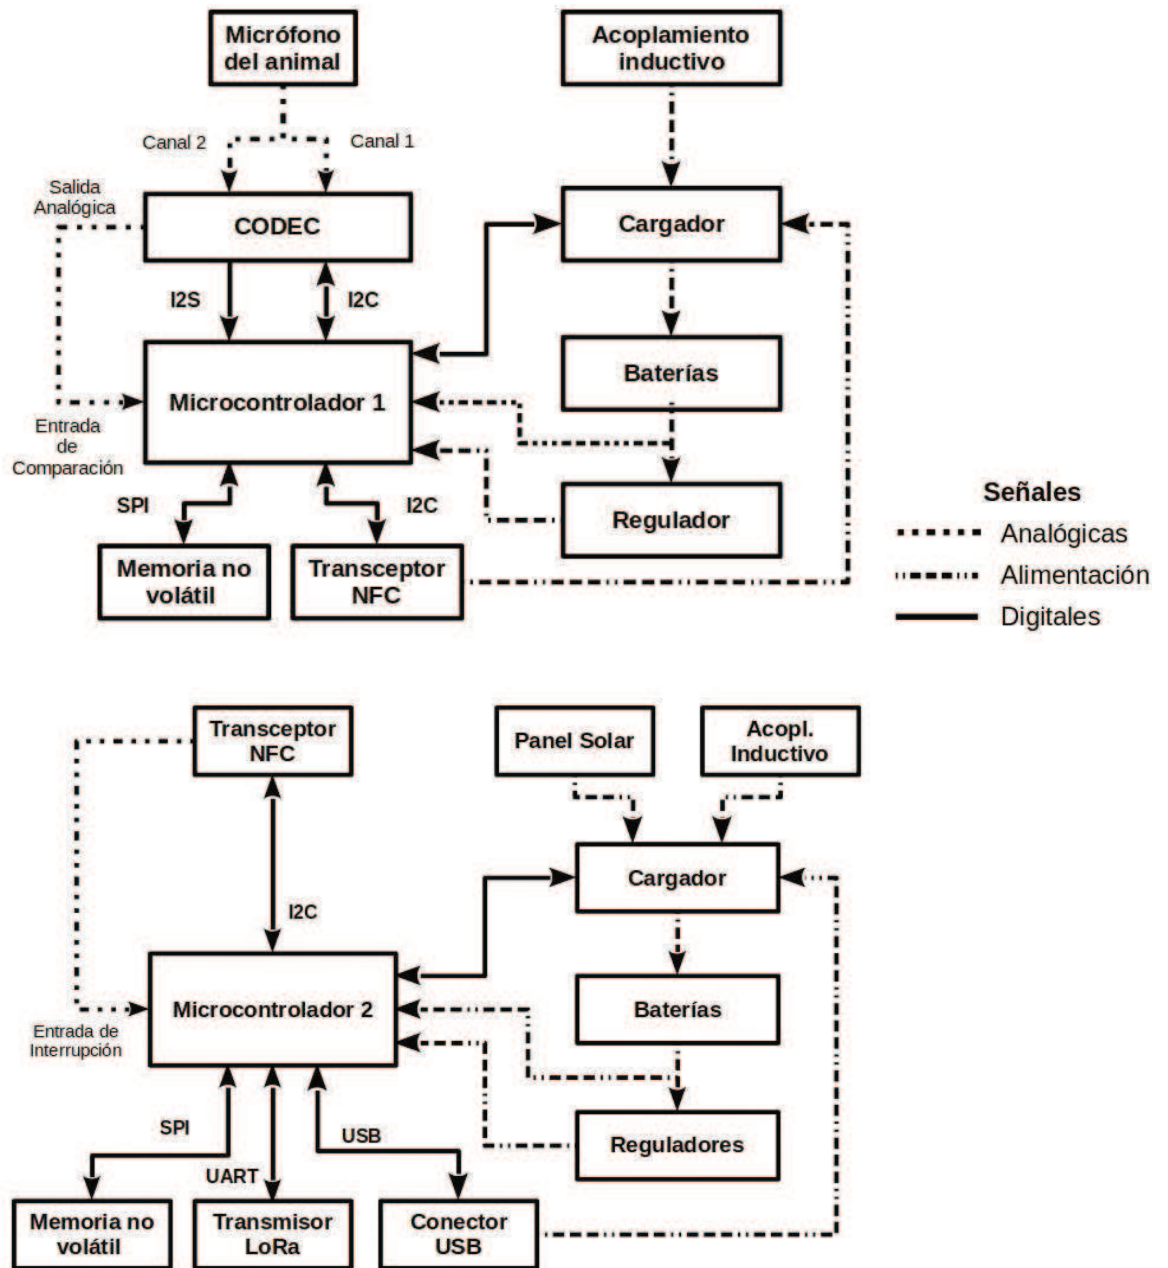 Micrófono
del animal
Acoplamiento
inductivo
Canal 2
Canal 1
Salida
Analógica
CODEC
Cargador
I2S
I2C
Microcontrolador 1
Baterías
Entrada
de
Comparación
SPI
I2C
Regulador
Memoria no
volátil
Transceptor
NFC
Señales
Analógicas
Alimentación
Digitales
Transceptor
NFC
Panel Solar
Acopl.
Inductivo
Cargador
I2C
Microcontrolador 2
Baterías
Entrada de
Interrupción
SPI
UART
USB
Reguladores
Memoria no
volátil
Transmisor
LoRa
Conector
USB